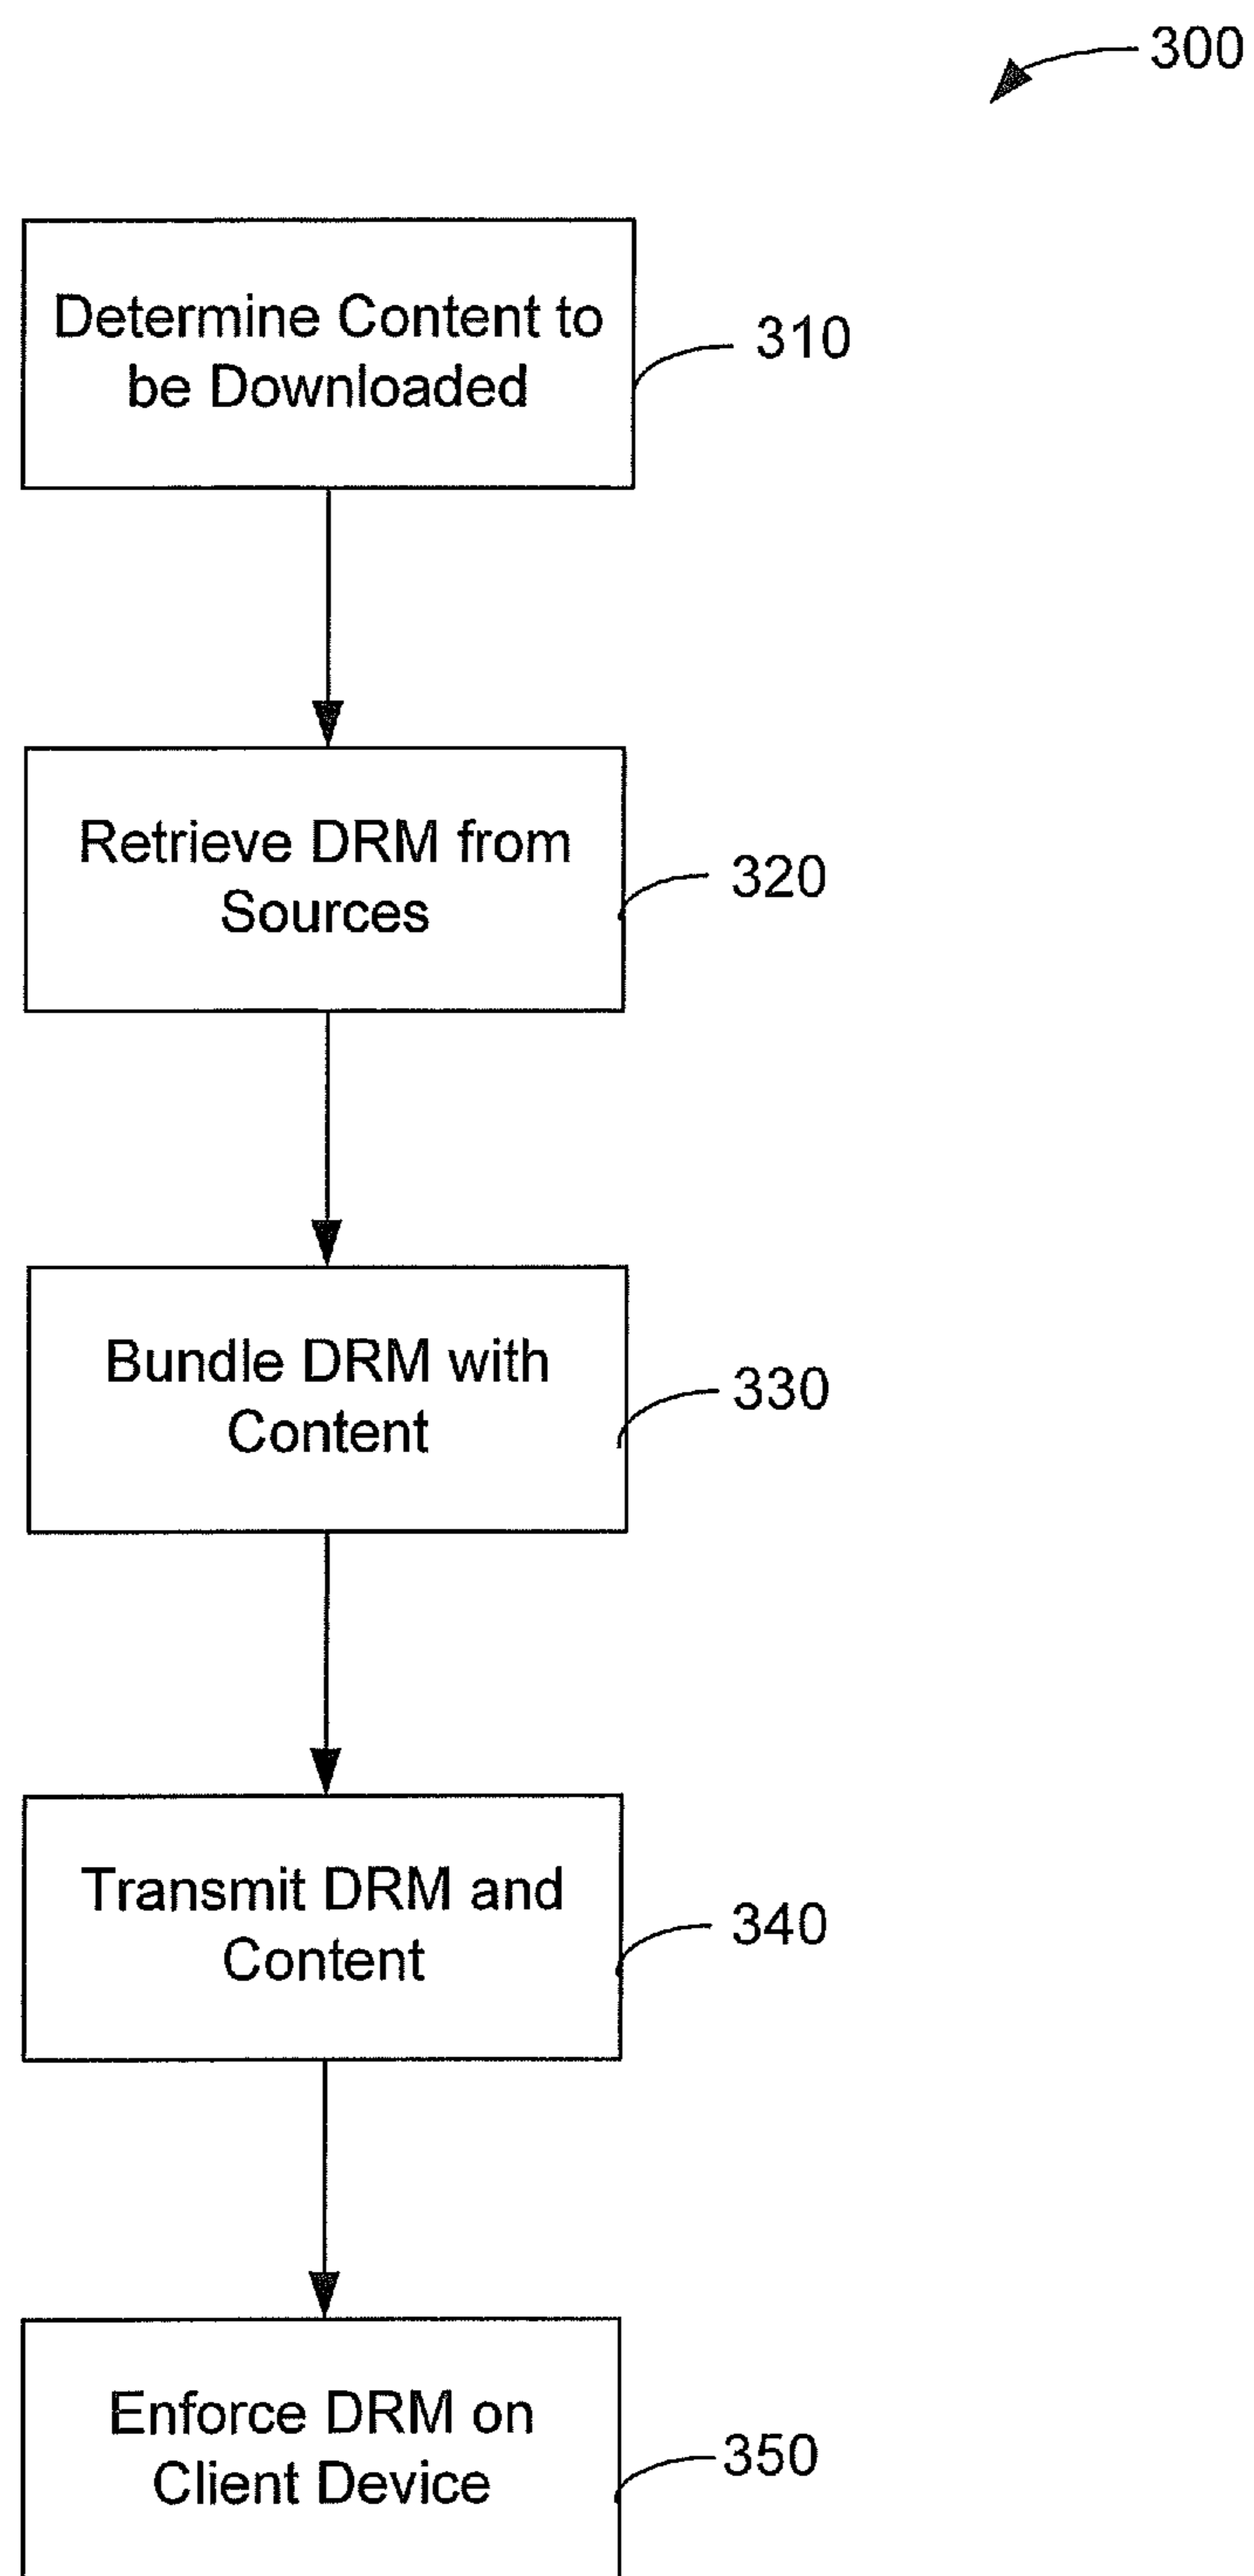 300
Determine Content to
be Downloaded
310
Retrieve DRM from
Sources
320
Bundle DRM with
Content
330
Transmit DRM and
Content
340
Enforce DRM on
Client Device
350